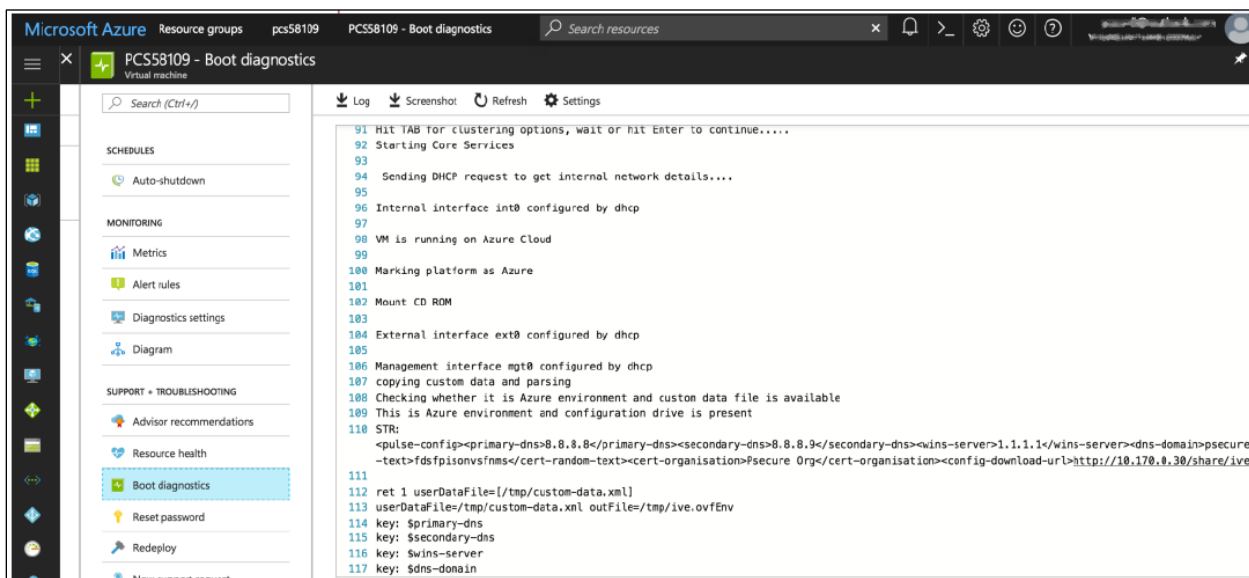 Microsoft Azure Resource groups pcs58109 PCS58109 - Boot diagnostics Search resources
PCS58109 - Boot diagnostics
Virtual machine
Search (Ctrl+/)
SCHEDULES
Auto-shutdown
MONITORING
Metrics
Alert rules
Diagnostics settings
Diagram
SUPPORT + TROUBLESHOOTING
Advisor recommendations
Resource health
Boot diagnostics
Reset password
Redeploy
New support request
Log Screenshot Refresh Settings
91 Hit TAB for clustering options, wait or hit Enter to continue.....
92 Starting Core Services
93
94 Sending DHCP request to get internal network details....
95
96 Internal interface int0 configured by dhcp
97
98 VM is running on Azure Cloud
99
100 Marking platform as Azure
101
102 Mount CD ROM
103
104 External interface ext0 configured by dhcp
105
106 Management interface mgt0 configured by dhcp
107 copying custom data and parsing
108 Checking whether it is Azure environment and custom data file is available
109 This is Azure environment and configuration drive is present
110 STR:
<pulse-config><primary-dns>8.8.8.8</primary-dns><secondary-dns>8.8.8.9</secondary-dns><wins-server>1.1.1.1</wins-server><dns-domain>psecure
-text>fdsfpisonvsfnms</cert-random-text><cert-organisation>Psecure Org</cert-organisation><config-download-url>http://10.170.0.30/share/ive
111
112 ret 1 userDataFile=[/tmp/custom-data.xml]
113 userDataFile=/tmp/custom-data.xml outFile=/tmp/ive.ovfEnv
114 key: $primary-dns
115 key: $secondary-dns
116 key: $wins-server
117 key: $dns-domain